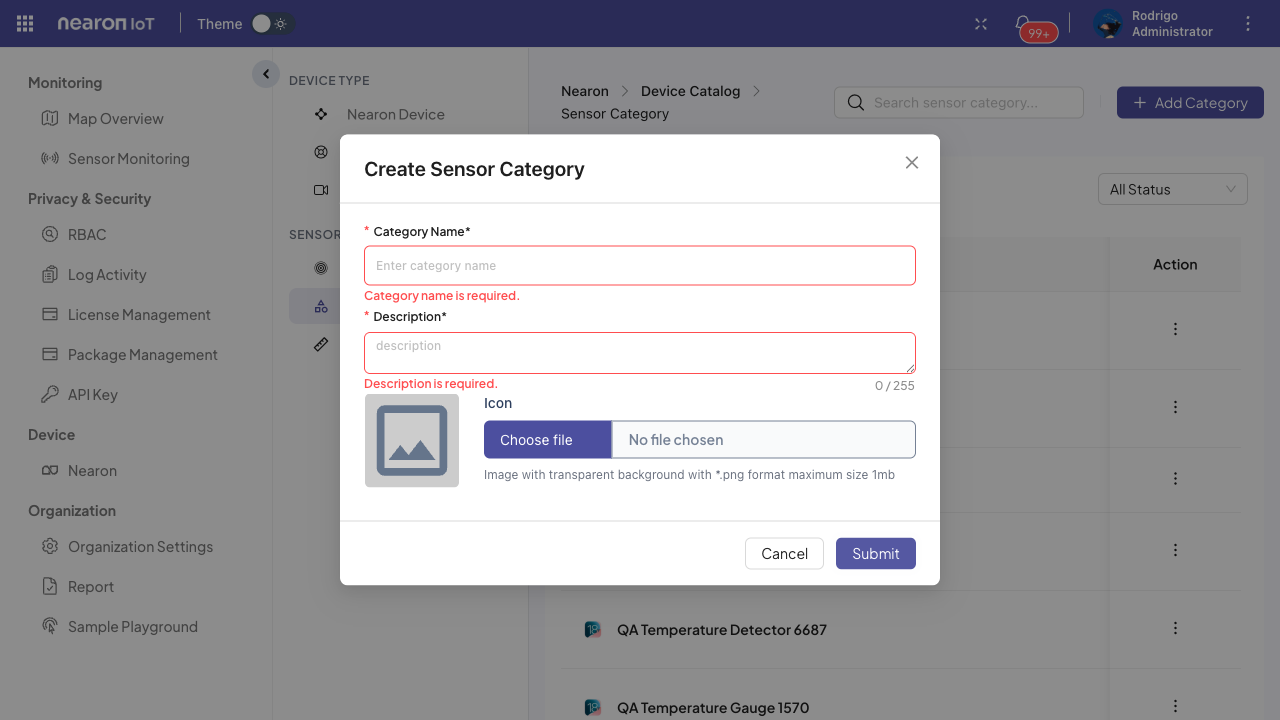 nearon IoT
Theme
99+
Rodrigo
Administrator
Monitoring
Map Overview
Sensor Monitoring
Privacy & Security
RBAC
Log Activity
License Management
Package Management
API Key
Device
Nearon
Organization
Organization Settings
Report
Sample Playground
DEVICE TYPE
Nearon Device
SENSOR
Nearon
Device Catalog
Sensor Category
Search sensor category...
Add Category
All Status
Action
Create Sensor Category
* Category Name*
Enter category name
Category name is required.
* Description*
description
Description is required.
0 / 255
Icon
Choose file
No file chosen
Image with transparent background with *.png format maximum size 1mb
Cancel
Submit
18
QA Temperature Detector 6687
18
QA Temperature Gauge 1570